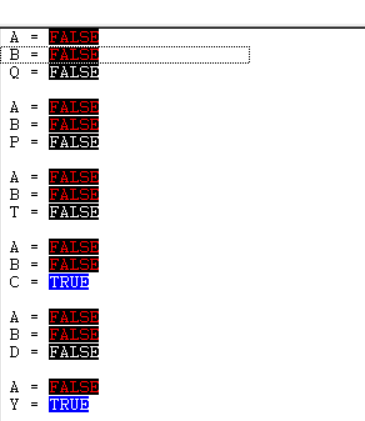 A = FALSE
B = FALSE
Q = FALSE
A = FALSE
B = FALSE
P = FALSE
A = FALSE
B = FALSE
T = FALSE
A = FALSE
B = FALSE
C = TRUE
A = FALSE
B = FALSE
D = FALSE
A = FALSE
Y = TRUE